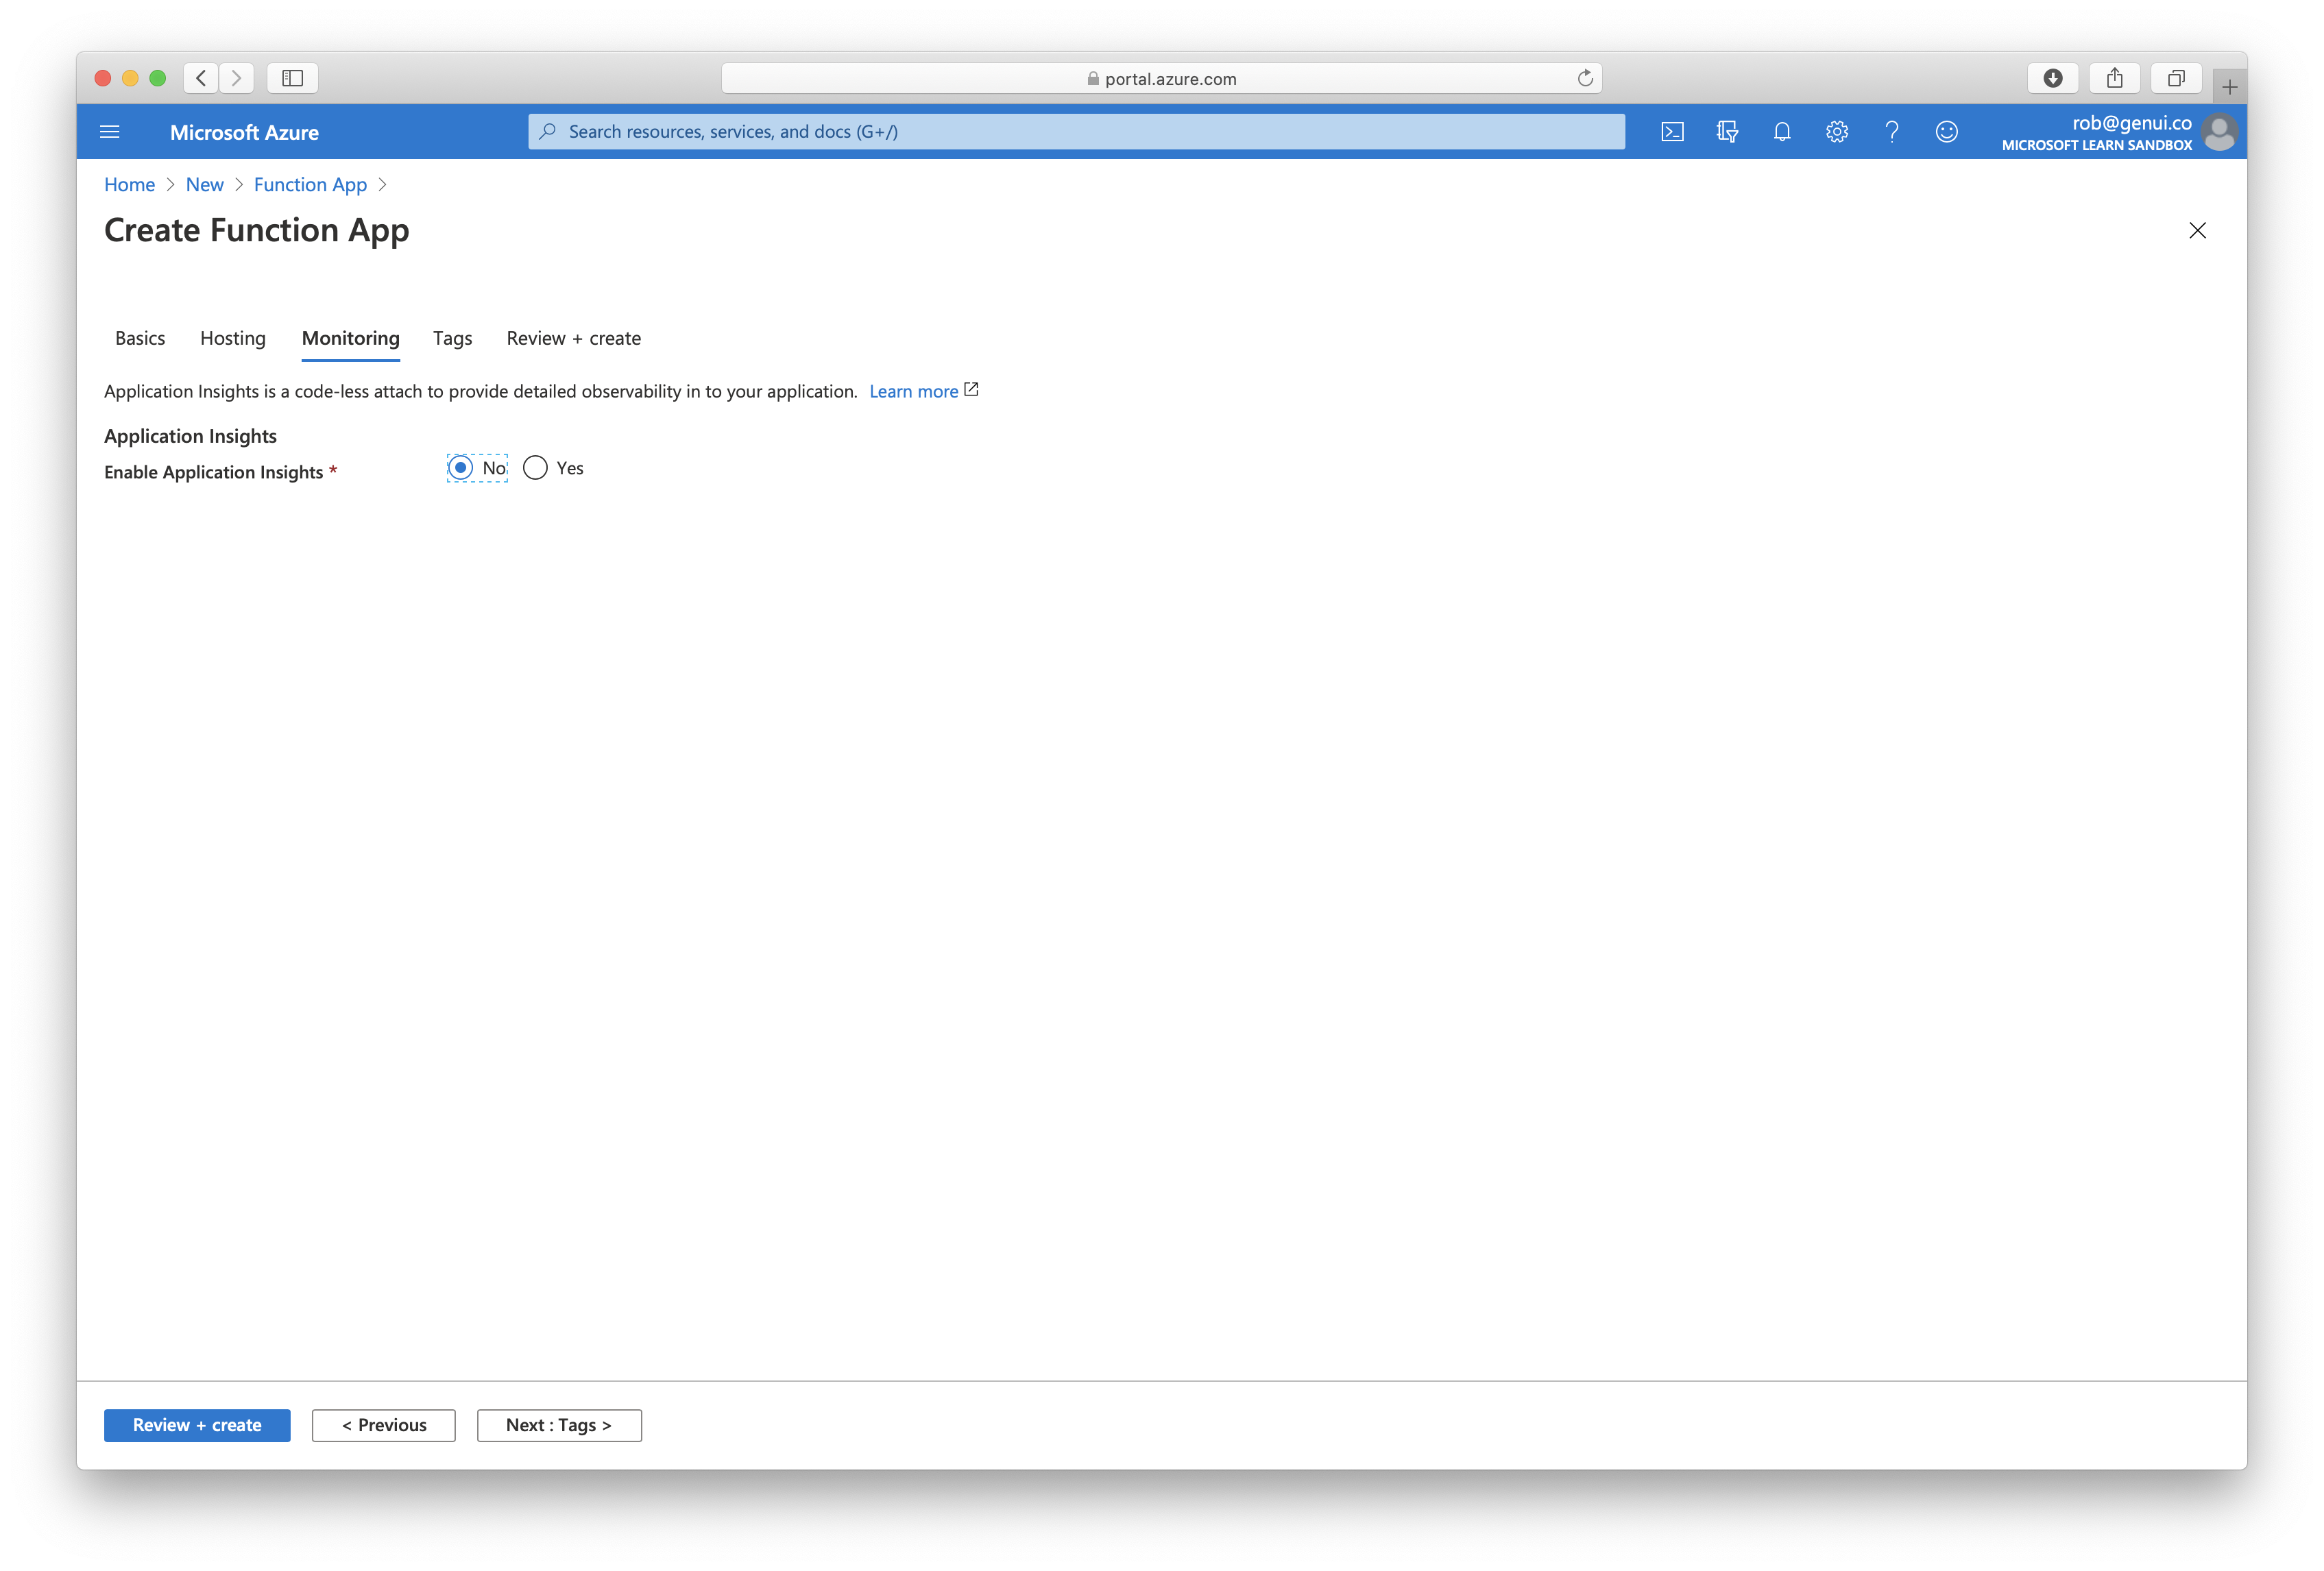 portal.azure.com
Microsoft Azure
Search resources, services, and docs (G+/)
rob@genui.co
MICROSOFT LEARN SANDBOX
Home > New > Function App >
Create Function App
Basics Hosting Monitoring Tags Review + create
Application Insights is a code-less attach to provide detailed observability in to your application. Learn more
Application Insights
Enable Application Insights * No Yes
Review + create < Previous Next : Tags >